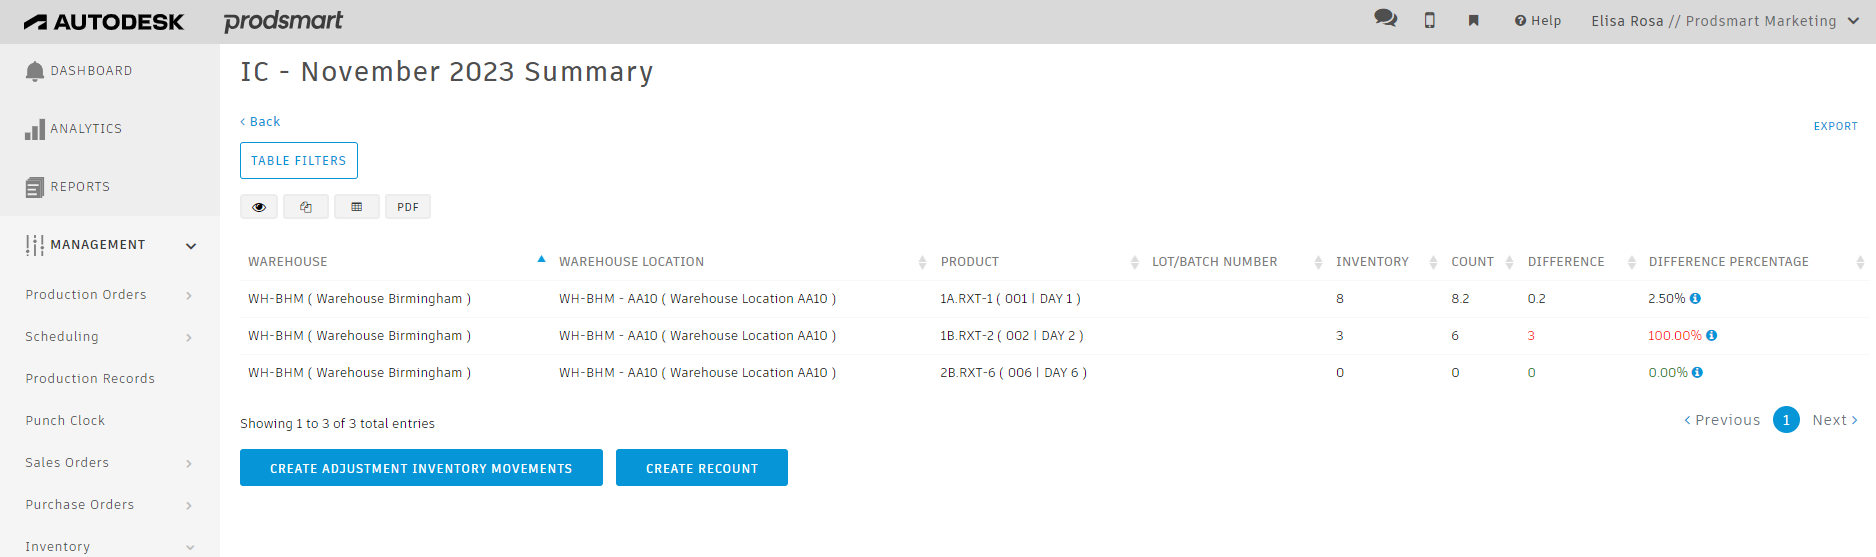 AUTODESK prodsmart Help Elisa Rosa // Prodsmart Marketing
DASHBOARD
ANALYTICS
REPORTS
MANAGEMENT
Production Orders
Scheduling
Production Records
Punch Clock
Sales Orders
Purchase Orders
Inventory
IC - November 2023 Summary
< Back
EXPORT
TABLE FILTERS
PDF
WAREHOUSE WAREHOUSE LOCATION PRODUCT LOT/BATCH NUMBER INVENTORY COUNT DIFFERENCE DIFFERENCE PERCENTAGE
WH-BHM ( Warehouse Birmingham ) WH-BHM - AA10 ( Warehouse Location AA10 ) 1A.RXT-1 ( 001 | DAY 1 ) 8 8.2 0.2 2.50%
WH-BHM ( Warehouse Birmingham ) WH-BHM - AA10 ( Warehouse Location AA10 ) 1B.RXT-2 ( 002 | DAY 2 ) 3 6 3 100.00%
WH-BHM ( Warehouse Birmingham ) WH-BHM - AA10 ( Warehouse Location AA10 ) 2B.RXT-6 ( 006 | DAY 6 ) 0 0 0 0.00%
Showing 1 to 3 of 3 total entries
< Previous 1 Next >
CREATE ADJUSTMENT INVENTORY MOVEMENTS CREATE RECOUNT